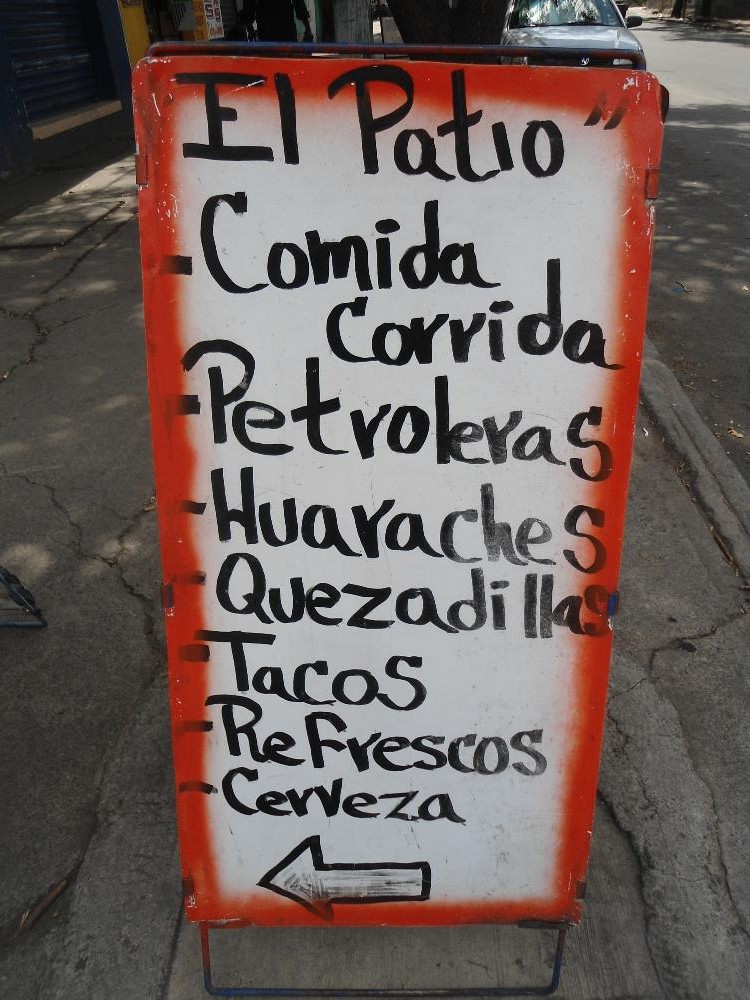 El Patio"
-Comida
Corrida
-Petroleras
-Huaraches
-Quezadillas
-Tacos
-Refrescos
-Cerveza